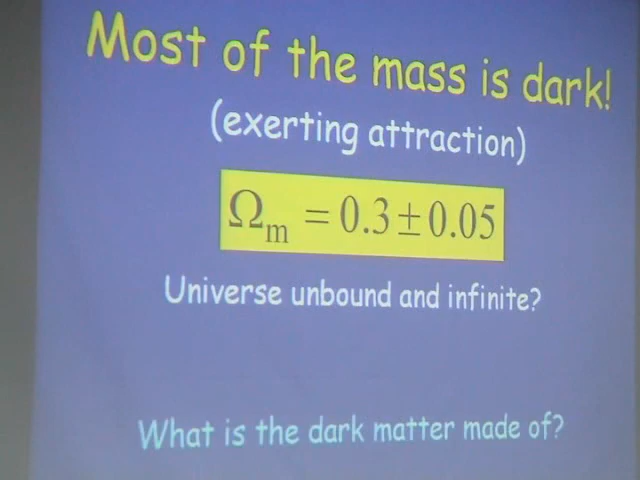 Most of the mass is dark!
(exerting attraction)
Ωm = 0.3 ± 0.05
Universe unbound and infinite?
What is the dark matter made of?